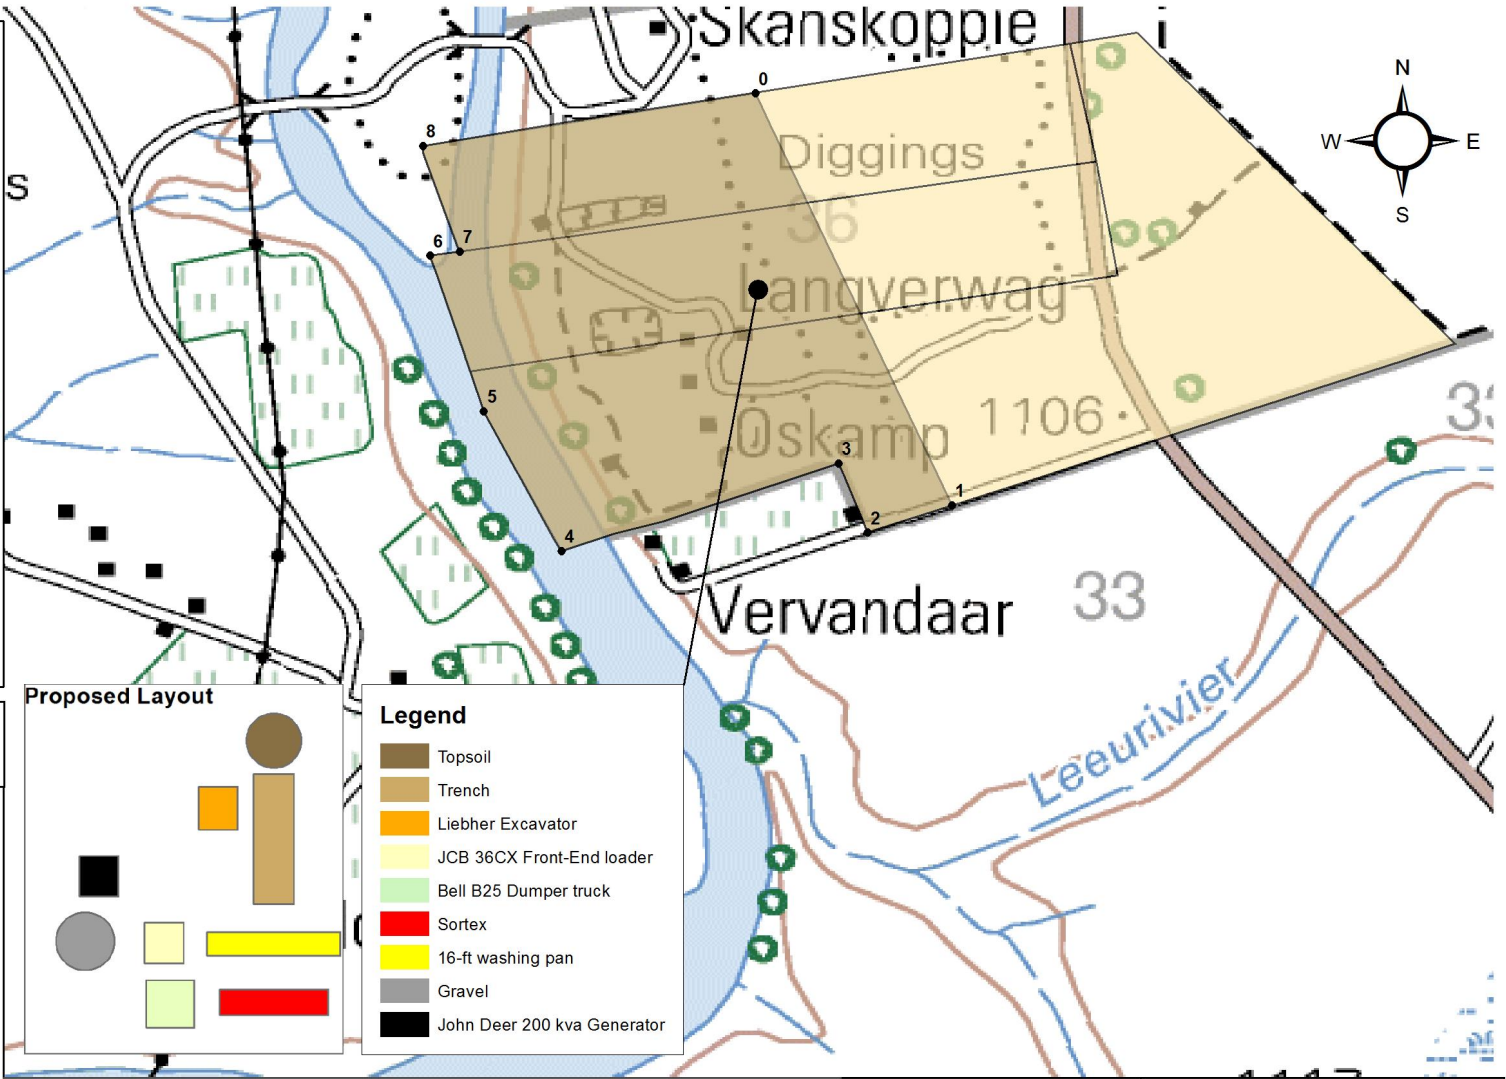 Skanskoppie
0
N
8
W
E
Diggings
S
S
36
6
7
Langverwag
5
33
1106
Oskamp
3
1
2
4
33
Vervandaar
Leeurivier
Proposed Layout
Legend
Topsoil
Trench
Liebher Excavator
JCB 36CX Front-End loader
Bell B25 Dumper truck
Sortex
16-ft washing pan
Gravel
John Deer 200 kva Generator